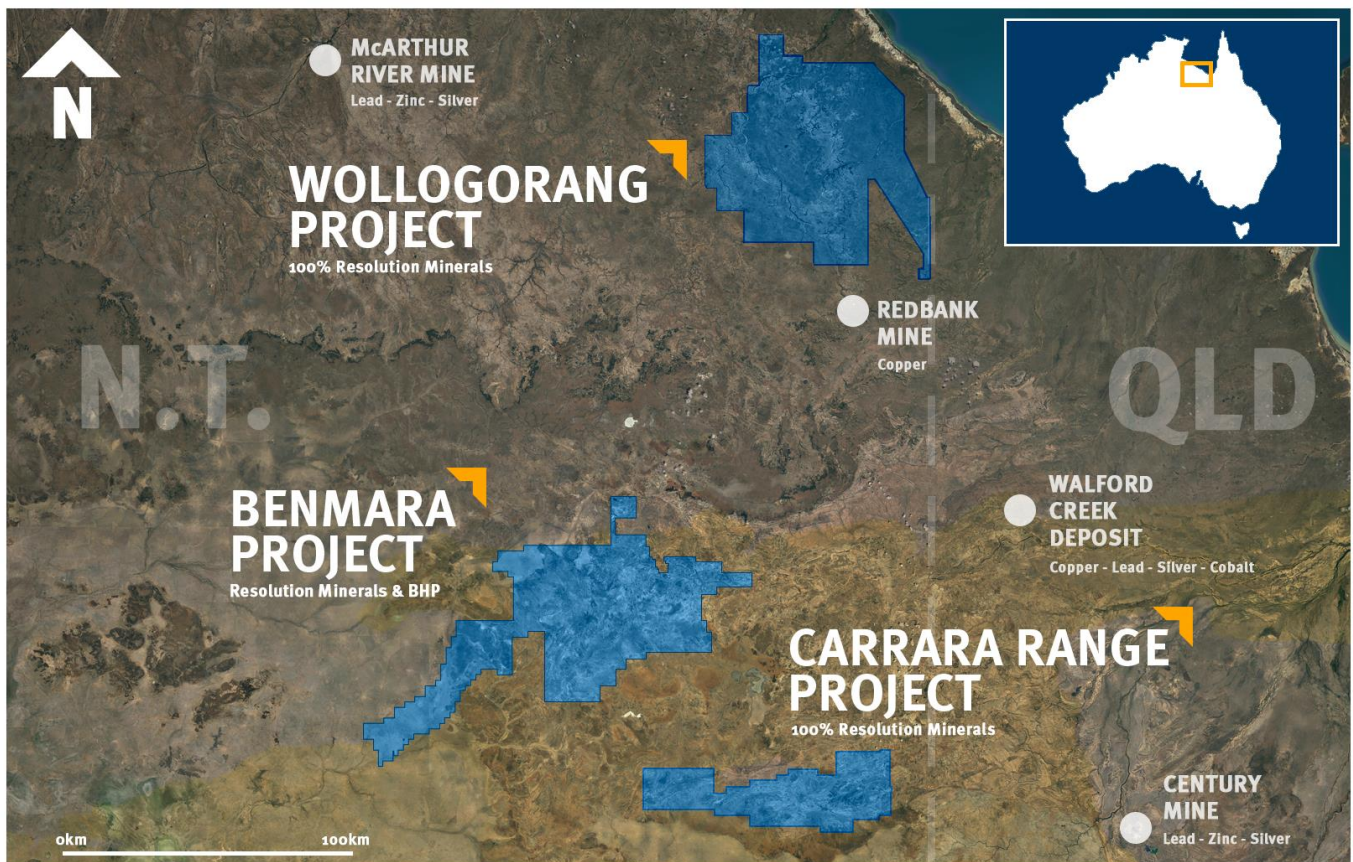 N
McARTHUR
RIVER MINE
Lead - Zinc - Silver
WOLLOGORANG
PROJECT
100% Resolution Minerals
REDBANK
MINE
Copper
N.T.
QLD
BENMARA
PROJECT
Resolution Minerals & BHP
WALFORD
CREEK
DEPOSIT
Copper - Lead - Silver - Cobalt
CARRARA RANGE
PROJECT
100% Resolution Minerals
CENTURY
MINE
Lead - Zinc - Silver
0km
100km